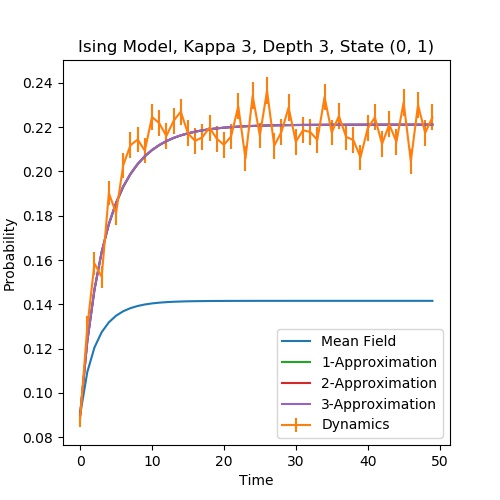 Ising Model, Kappa 3, Depth 3, State (0, 1)
0.24
0.22
0.20
0.18
0.16
0.14
0.12
0.10
0.08
Probability
0
10
20
30
40
50
Time
Mean Field
1-Approximation
2-Approximation
3-Approximation
Dynamics